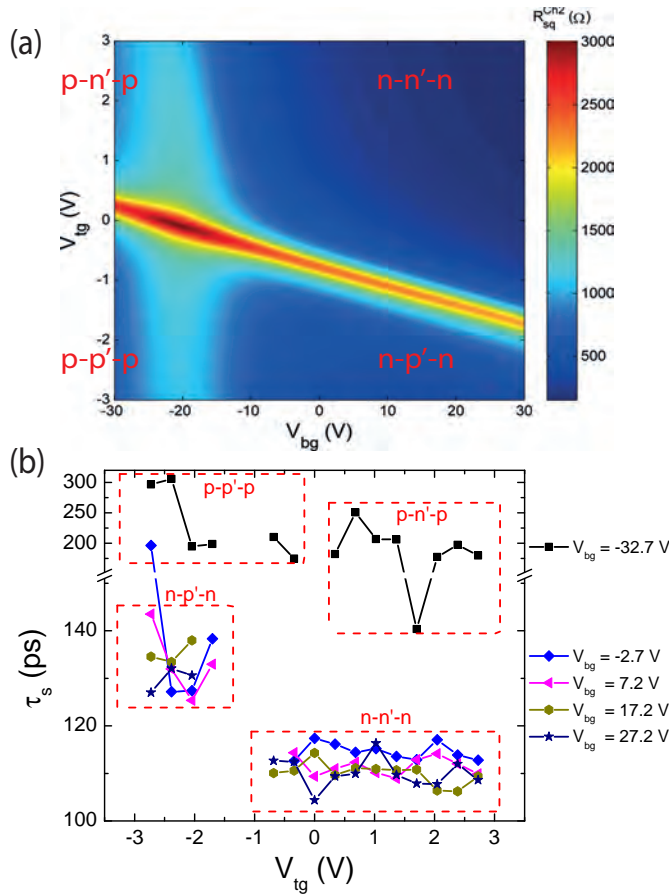 (a)
R_sq^Ch2 (Ω)
p-n'-p
n-n'-n
p-p'-p
n-p'-n
3
2
1
0
-1
-2
-3
V_tg (V)
-30
-20
-10
0
10
20
30
V_bg (V)
3000
2500
2000
1500
1000
500
(b)
300
250
200
140
120
100
τ_s (ps)
p-p'-p
p-n'-p
n-p'-n
n-n'-n
V_bg = -32.7 V
V_bg = -2.7 V
V_bg = 7.2 V
V_bg = 17.2 V
V_bg = 27.2 V
-3
-2
-1
0
1
2
3
V_tg (V)